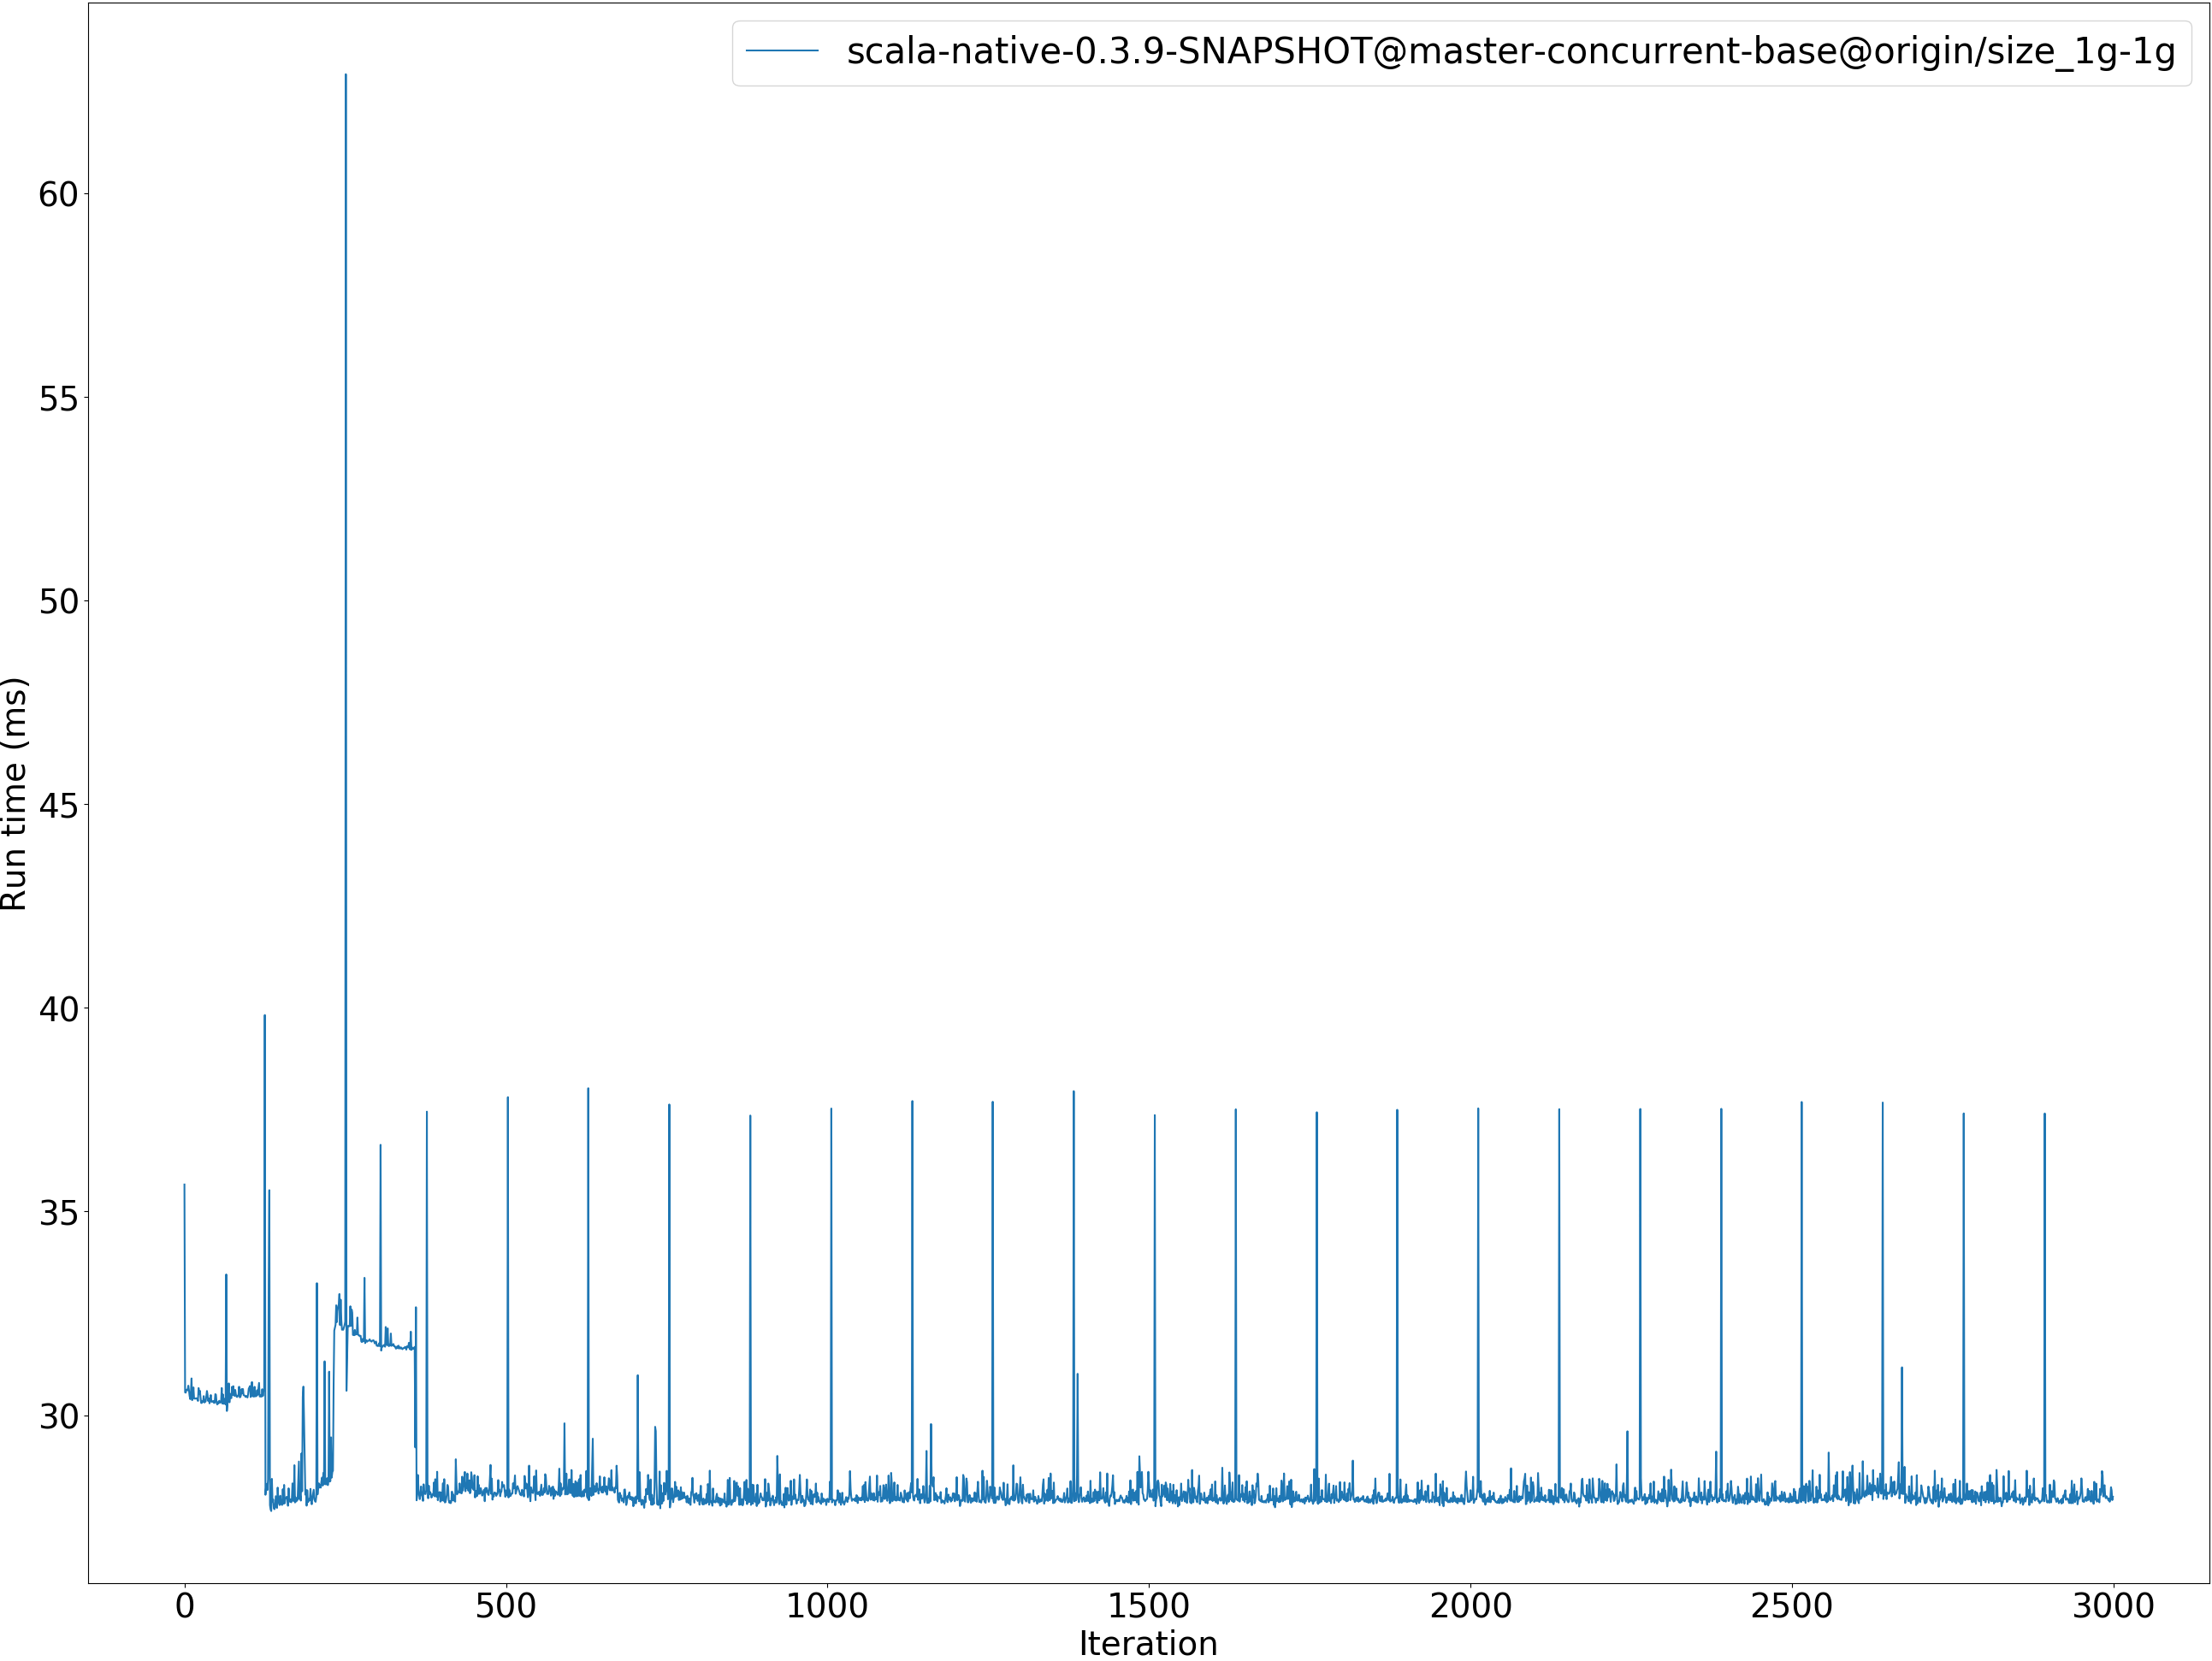 scala-native-0.3.9-SNAPSHOT@master-concurrent-base@origin/size_1g-1g
60
55
50
45
40
35
30
Run time (ms)
0 500 1000 1500 2000 2500 3000
Iteration